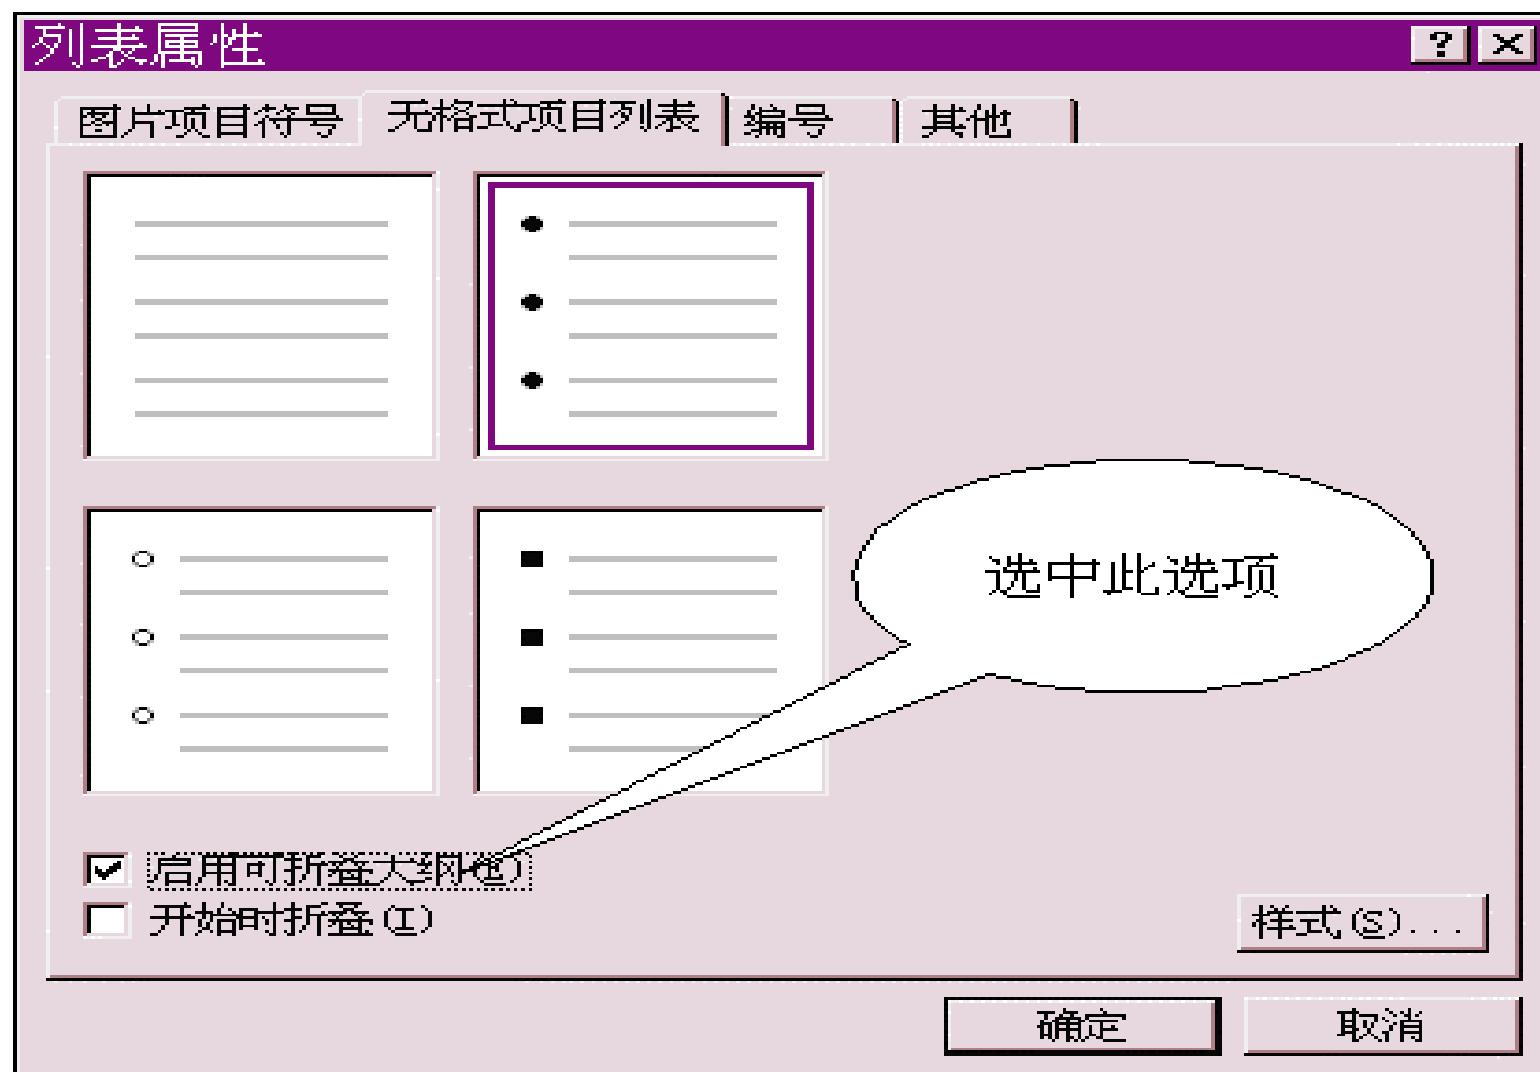 列表属性
图片项目符号 无格式项目列表 编号 其他
选中此选项
启用可折叠大纲(E)
开始时折叠(I)
样式(S)...
确定 取消